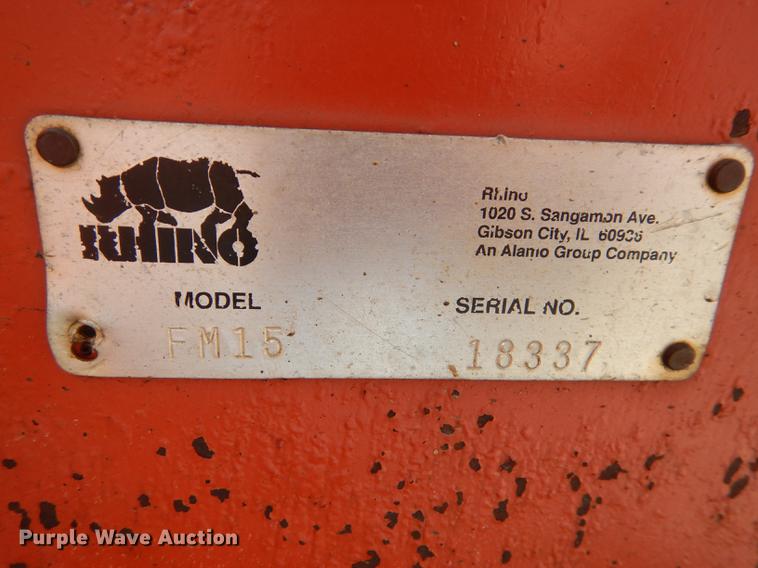 RHINO
Rhino
1020 S. Sangamon Ave.
Gibson City, IL 60936
An Alamo Group Company
MODEL
SERIAL NO.
FM15
18337
Purple Wave Auction